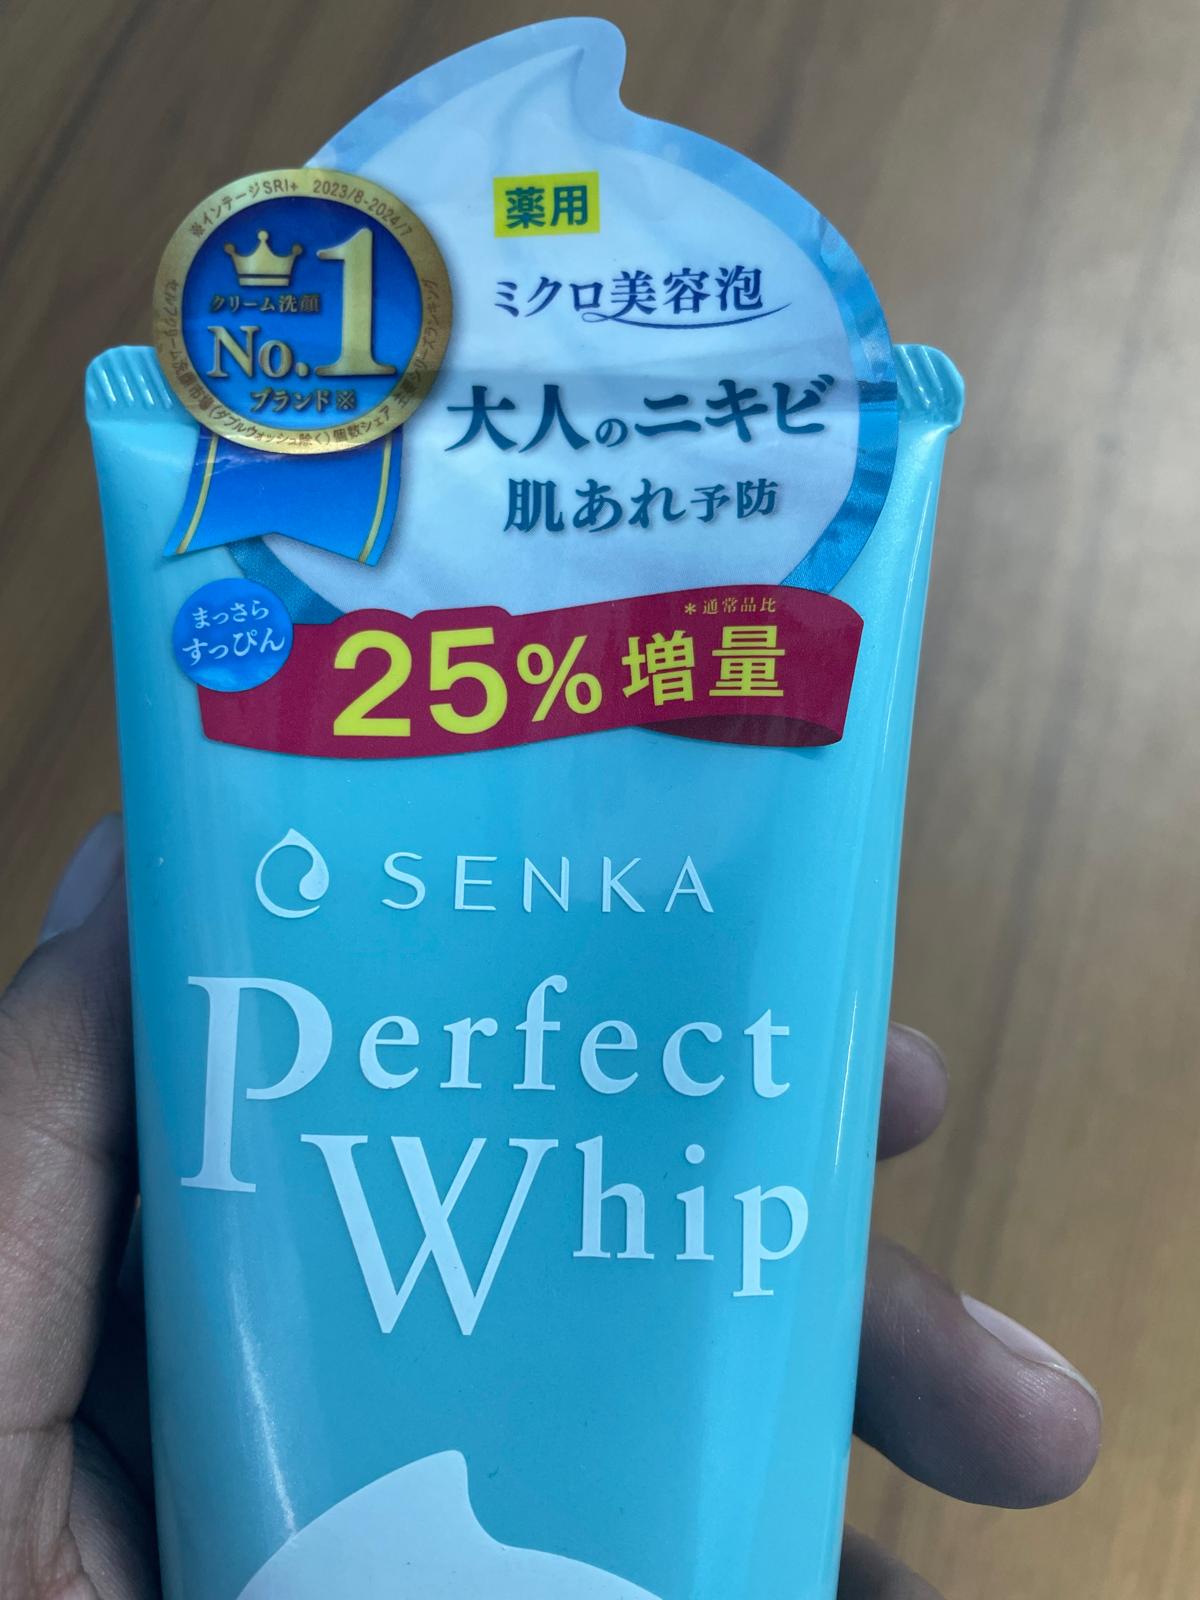 ※インテージSRI+ 2023/8-2024/7
クリーム洗顔
No.1
ブランド※
薬用
ミクロ美容泡
大人のニキビ
肌あれ予防
まっさら
すっぴん
*通常品比
25%増量
SENKA
Perfect
Whip